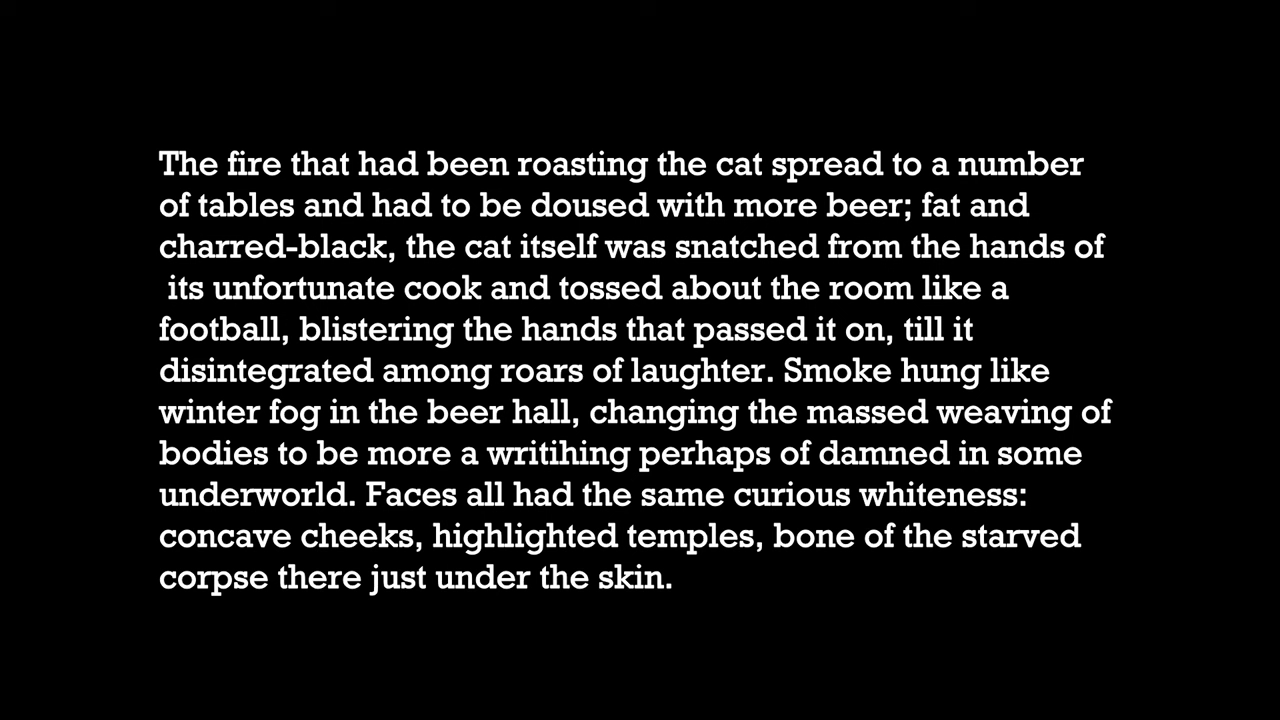 The fire that had been roasting the cat spread to a number
of tables and had to be doused with more beer; fat and
charred-black, the cat itself was snatched from the hands of
its unfortunate cook and tossed about the room like a
football, blistering the hands that passed it on, till it
disintegrated among roars of laughter. Smoke hung like
winter fog in the beer hall, changing the massed weaving of
bodies to be more a writihing perhaps of damned in some
underworld. Faces all had the same curious whiteness:
concave cheeks, highlighted temples, bone of the starved
corpse there just under the skin.